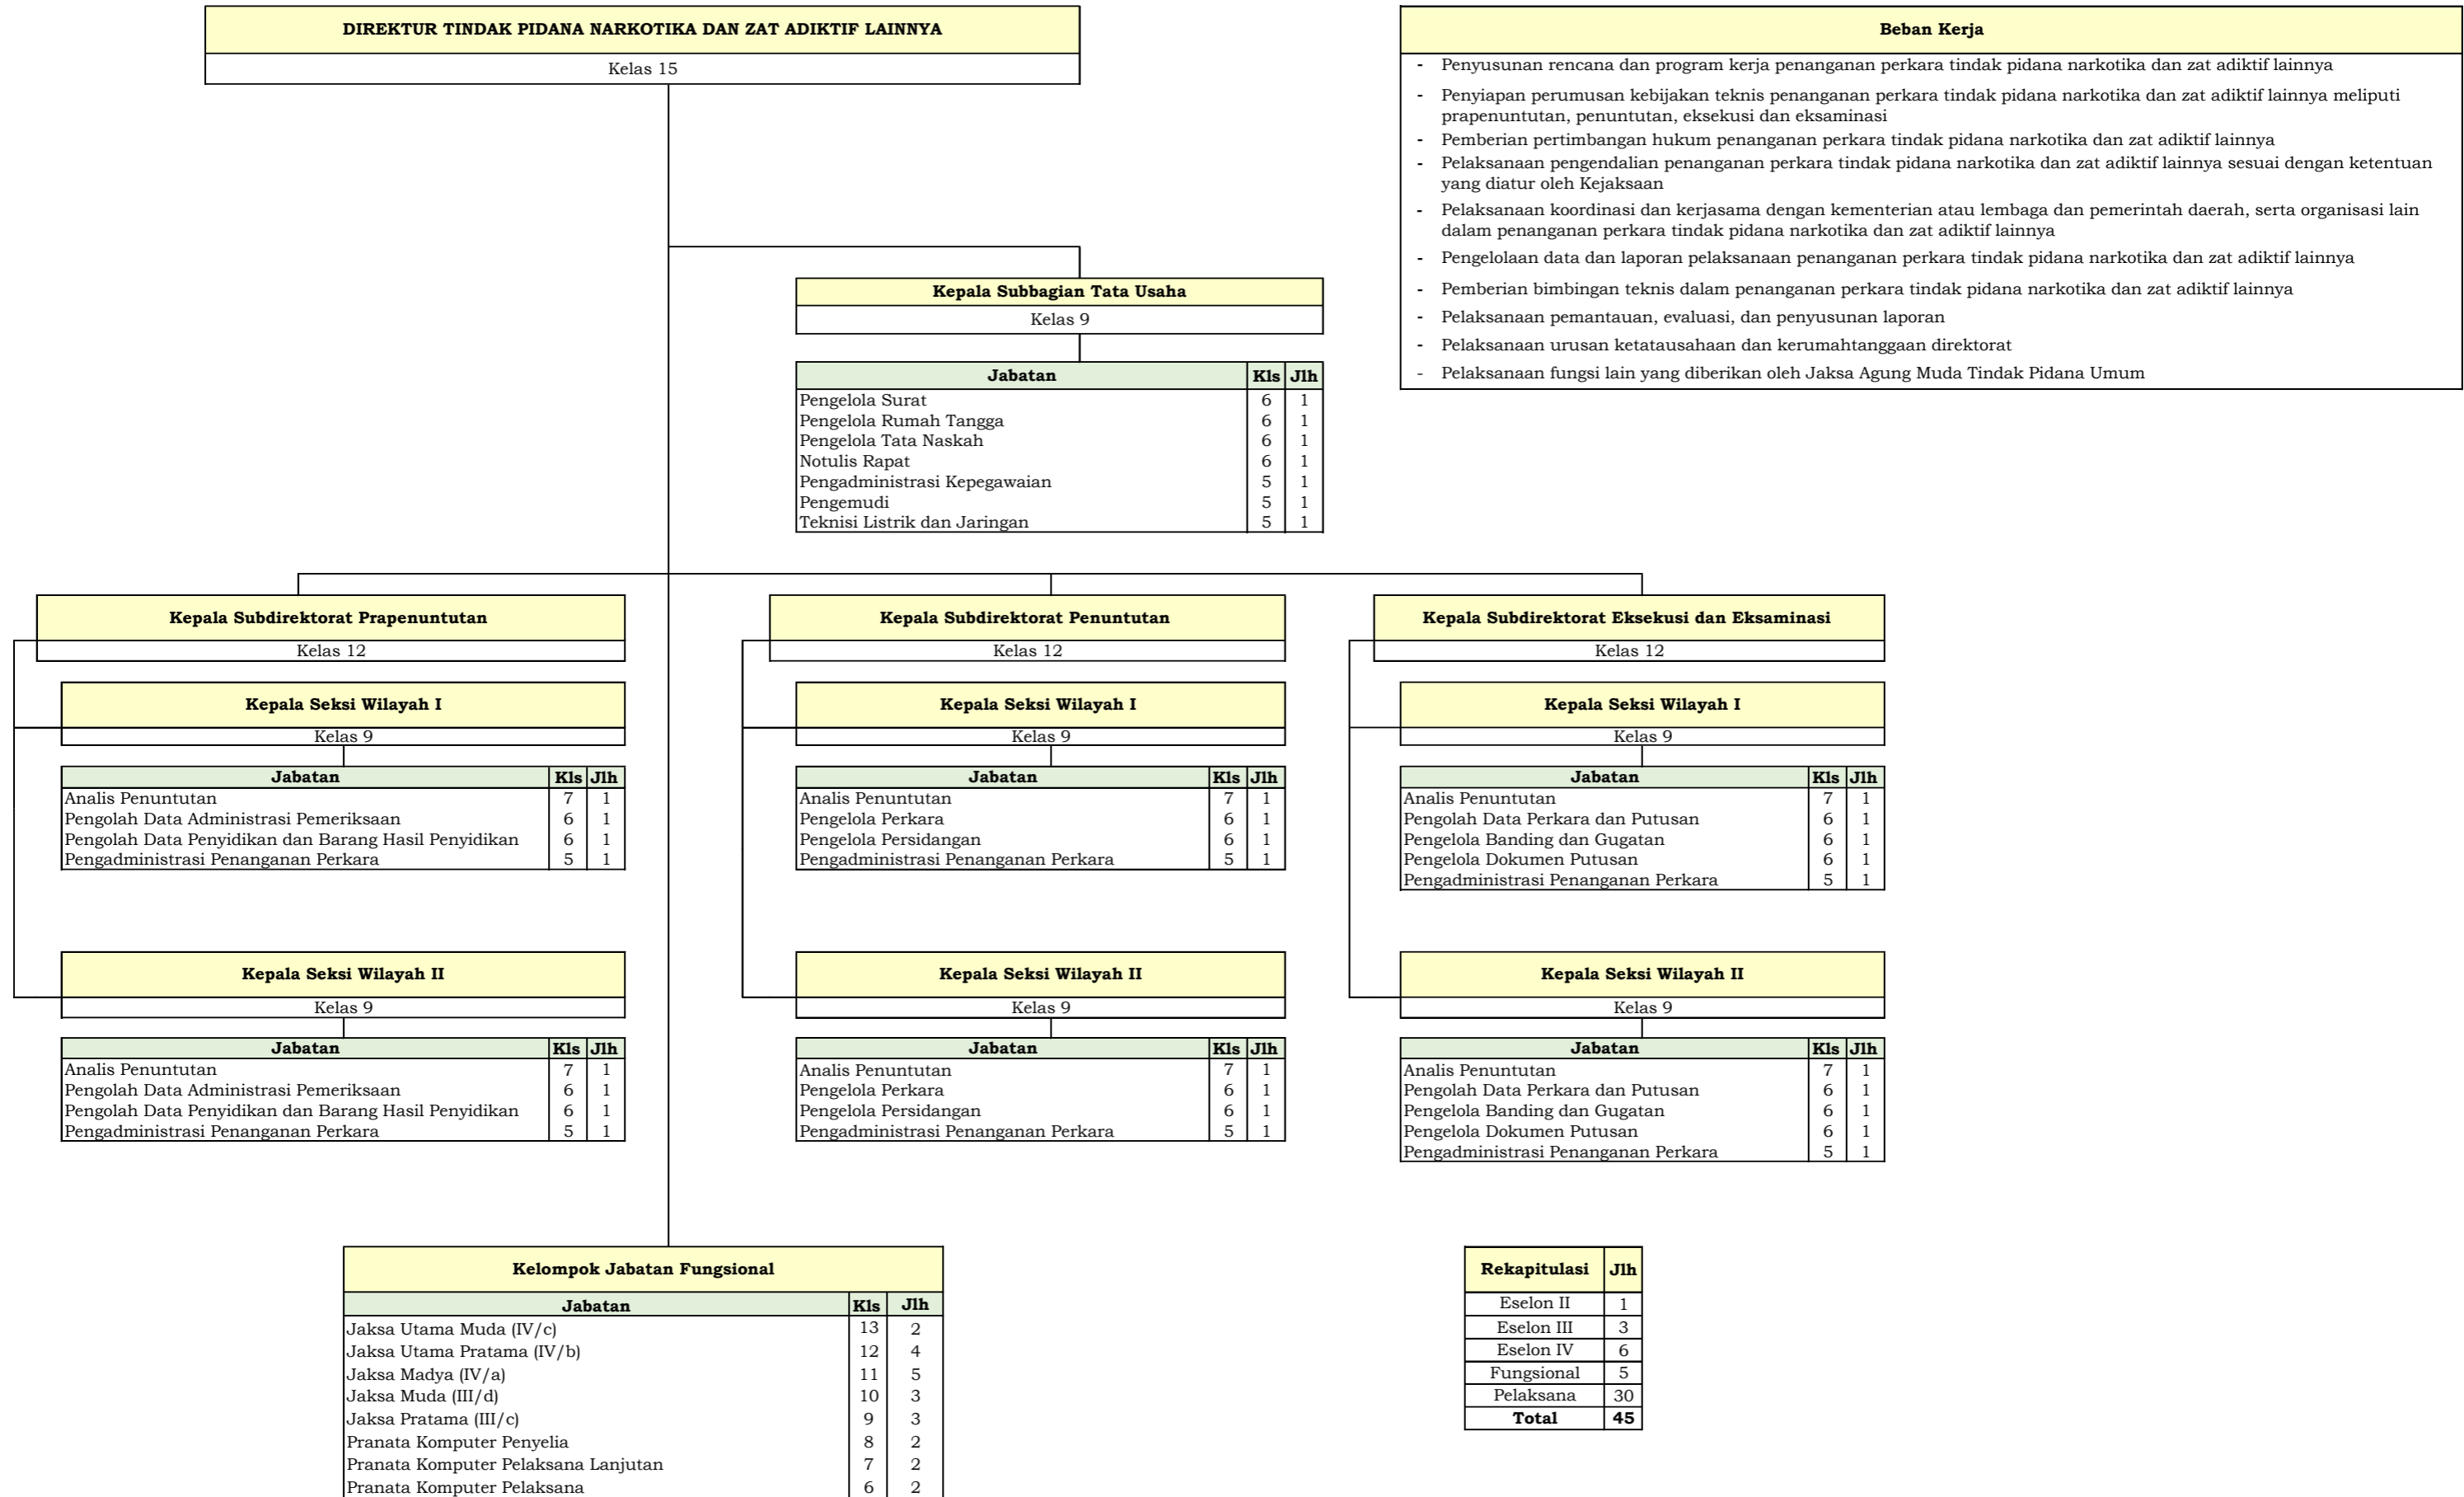 DIREKTUR TINDAK PIDANA NARKOTIKA DAN ZAT ADIKTIF LAINNYA
Kelas 15
Beban Kerja
- Penyusunan rencana dan program kerja penanganan perkara tindak pidana narkotika dan zat adiktif lainnya
- Penyiapan perumusan kebijakan teknis penanganan perkara tindak pidana narkotika dan zat adiktif lainnya meliputi
prapenuntutan, penuntutan, eksekusi dan eksaminasi
- Pemberian pertimbangan hukum penanganan perkara tindak pidana narkotika dan zat adiktif lainnya
- Pelaksanaan pengendalian penanganan perkara tindak pidana narkotika dan zat adiktif lainnya sesuai dengan ketentuan
yang diatur oleh Kejaksaan
- Pelaksanaan koordinasi dan kerjasama dengan kementerian atau lembaga dan pemerintah daerah, serta organisasi lain
dalam penanganan perkara tindak pidana narkotika dan zat adiktif lainnya
- Pengelolaan data dan laporan pelaksanaan penanganan perkara tindak pidana narkotika dan zat adiktif lainnya
- Pemberian bimbingan teknis dalam penanganan perkara tindak pidana narkotika dan zat adiktif lainnya
- Pelaksanaan pemantauan, evaluasi, dan penyusunan laporan
- Pelaksanaan urusan ketatausahaan dan kerumahtanggaan direktorat
- Pelaksanaan fungsi lain yang diberikan oleh Jaksa Agung Muda Tindak Pidana Umum
Kepala Subbagian Tata Usaha
Kelas 9
Jabatan Kls Jlh
Pengelola Surat 6 1
Pengelola Rumah Tangga 6 1
Pengelola Tata Naskah 6 1
Notulis Rapat 6 1
Pengadministrasi Kepegawaian 5 1
Pengemudi 5 1
Teknisi Listrik dan Jaringan 5 1
Kepala Subdirektorat Prapenuntutan
Kelas 12
Kepala Seksi Wilayah I
Kelas 9
Jabatan Kls Jlh
Analis Penuntutan 7 1
Pengolah Data Administrasi Pemeriksaan 6 1
Pengolah Data Penyidikan dan Barang Hasil Penyidikan 6 1
Pengadministrasi Penanganan Perkara 5 1
Kepala Seksi Wilayah II
Kelas 9
Jabatan Kls Jlh
Analis Penuntutan 7 1
Pengolah Data Administrasi Pemeriksaan 6 1
Pengolah Data Penyidikan dan Barang Hasil Penyidikan 6 1
Pengadministrasi Penanganan Perkara 5 1
Kepala Subdirektorat Penuntutan
Kelas 12
Kepala Seksi Wilayah I
Kelas 9
Jabatan Kls Jlh
Analis Penuntutan 7 1
Pengelola Perkara 6 1
Pengelola Persidangan 6 1
Pengadministrasi Penanganan Perkara 5 1
Kepala Seksi Wilayah II
Kelas 9
Jabatan Kls Jlh
Analis Penuntutan 7 1
Pengelola Perkara 6 1
Pengelola Persidangan 6 1
Pengadministrasi Penanganan Perkara 5 1
Kepala Subdirektorat Eksekusi dan Eksaminasi
Kelas 12
Kepala Seksi Wilayah I
Kelas 9
Jabatan Kls Jlh
Analis Penuntutan 7 1
Pengolah Data Perkara dan Putusan 6 1
Pengelola Banding dan Gugatan 6 1
Pengelola Dokumen Putusan 6 1
Pengadministrasi Penanganan Perkara 5 1
Kepala Seksi Wilayah II
Kelas 9
Jabatan Kls Jlh
Analis Penuntutan 7 1
Pengolah Data Perkara dan Putusan 6 1
Pengelola Banding dan Gugatan 6 1
Pengelola Dokumen Putusan 6 1
Pengadministrasi Penanganan Perkara 5 1
Kelompok Jabatan Fungsional
Jabatan Kls Jlh
Jaksa Utama Muda (IV/c) 13 2
Jaksa Utama Pratama (IV/b) 12 4
Jaksa Madya (IV/a) 11 5
Jaksa Muda (III/d) 10 3
Jaksa Pratama (III/c) 9 3
Pranata Komputer Penyelia 8 2
Pranata Komputer Pelaksana Lanjutan 7 2
Pranata Komputer Pelaksana 6 2
Rekapitulasi Jlh
Eselon II 1
Eselon III 3
Eselon IV 6
Fungsional 5
Pelaksana 30
Total 45